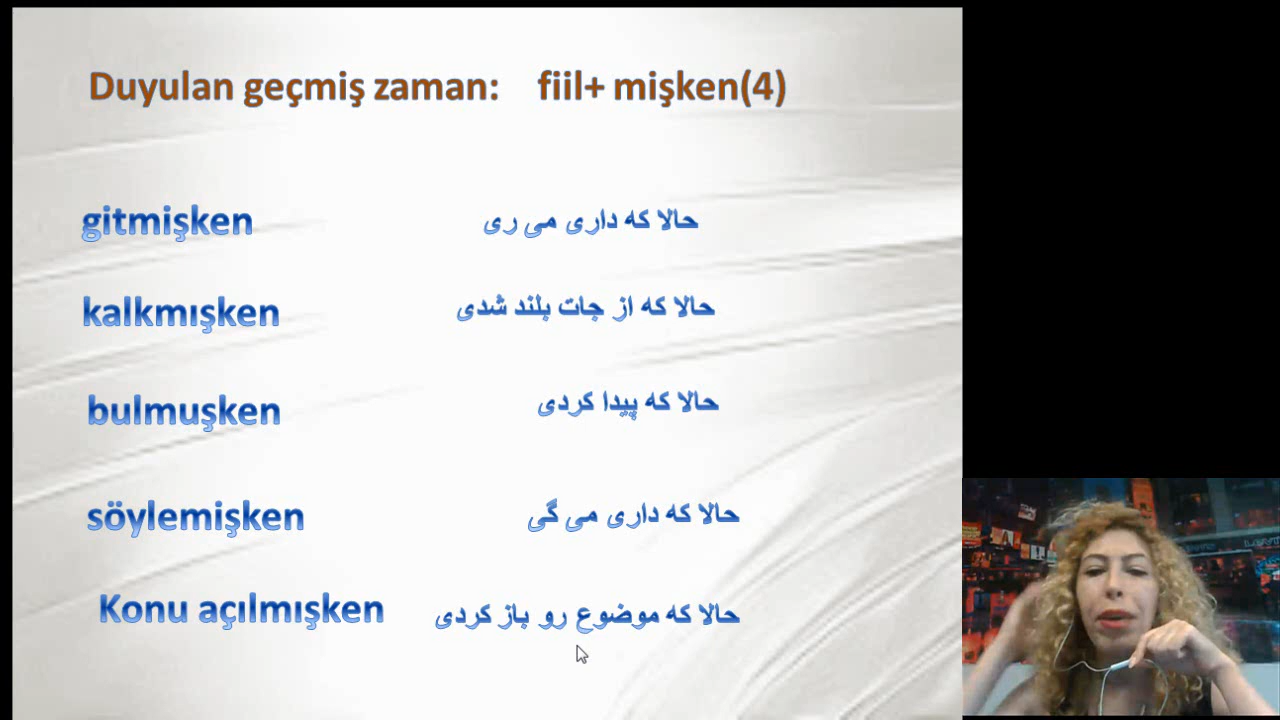 Duyulan geçmiş zaman: fiil+ mişken(4)
gitmişken حالا که داری می ری
kalkmışken حالا که از جات بلند شدی
bulmuşken حالا که پیدا کردی
söylemişken حالا که داری می گی
Konu açılmışken حالا که موضوع رو باز کردی